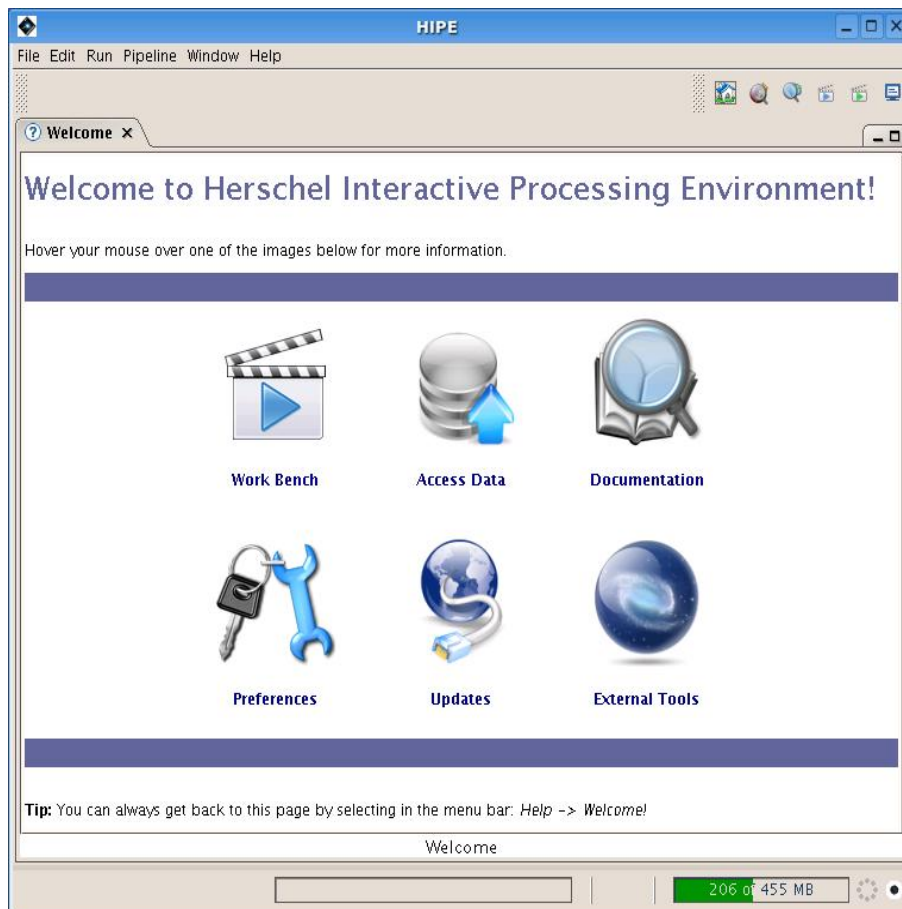 HIPE
File Edit Run Pipeline Window Help
Welcome
Welcome to Herschel Interactive Processing Environment!
Hover your mouse over one of the images below for more information.
Work Bench Access Data Documentation
Preferences Updates External Tools
Tip: You can always get back to this page by selecting in the menu bar: Help -> Welcome!
Welcome
206 of 455 MB